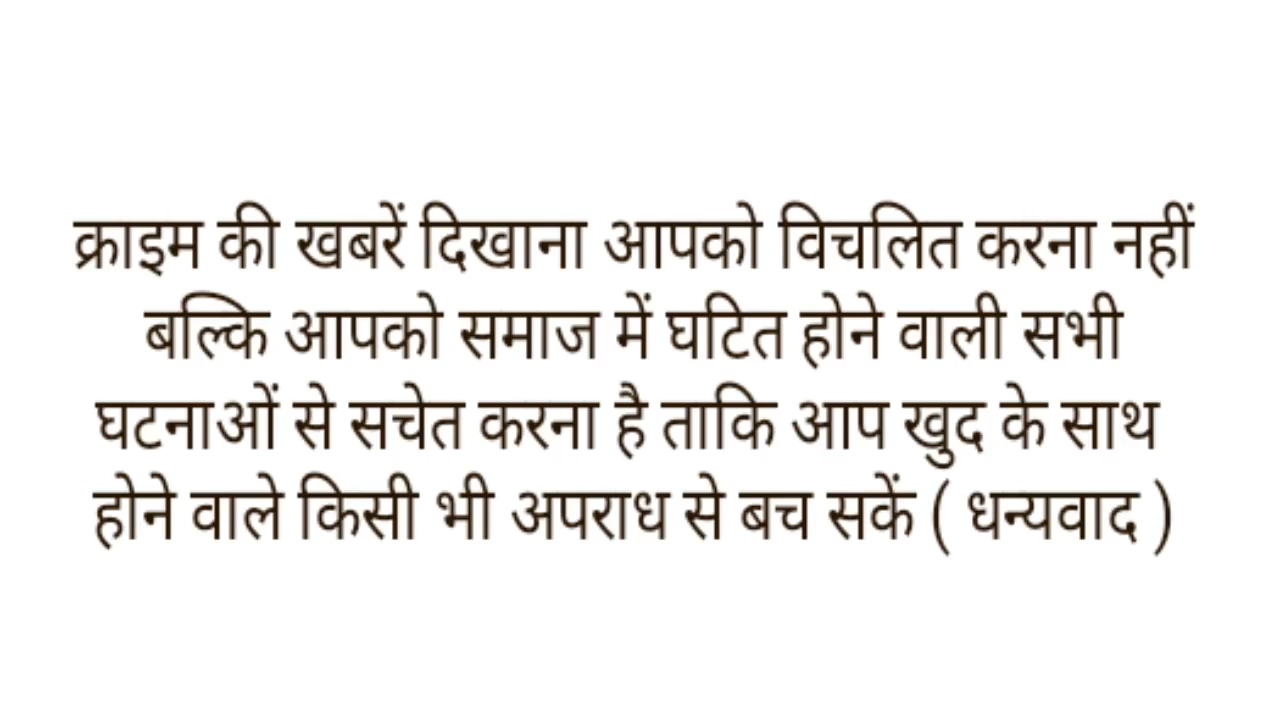 क्राइम की खबरें दिखाना आपको विचलित करना नहीं
बल्कि आपको समाज में घटित होने वाली सभी
घटनाओं से सचेत करना है ताकि आप खुद के साथ
होने वाले किसी भी अपराध से बच सकें ( धन्यवाद )